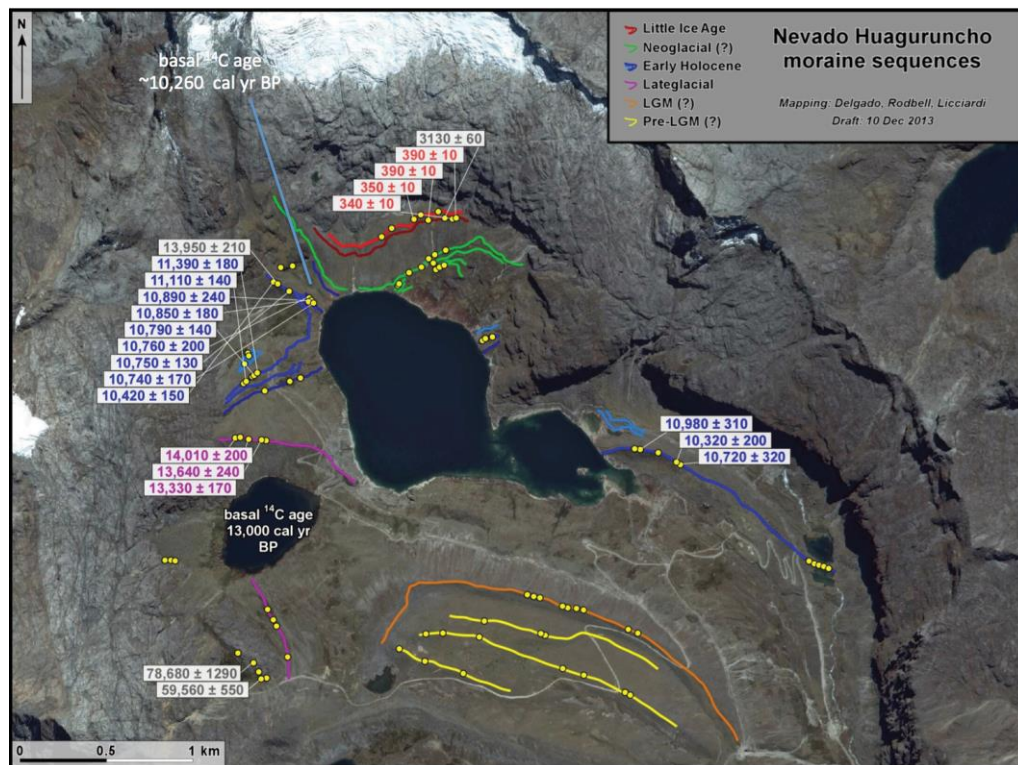 N
basal ¹⁴C age
~10,260 cal yr BP
Little Ice Age
Neoglacial (?)
Early Holocene
Lateglacial
LGM (?)
Pre-LGM (?)
Nevado Huaguruncho
moraine sequences
Mapping: Delgado, Rodbell, Licciardi
Draft: 10 Dec 2013
3130 ± 60
390 ± 10
390 ± 10
350 ± 10
340 ± 10
13,950 ± 210
11,390 ± 180
11,110 ± 140
10,890 ± 240
10,850 ± 180
10,790 ± 140
10,760 ± 200
10,750 ± 130
10,740 ± 170
10,420 ± 150
10,980 ± 310
10,320 ± 200
10,720 ± 320
14,010 ± 200
13,640 ± 240
13,330 ± 170
basal ¹⁴C age
13,000 cal yr
BP
78,680 ± 1290
59,560 ± 550
0 0.5 1 km